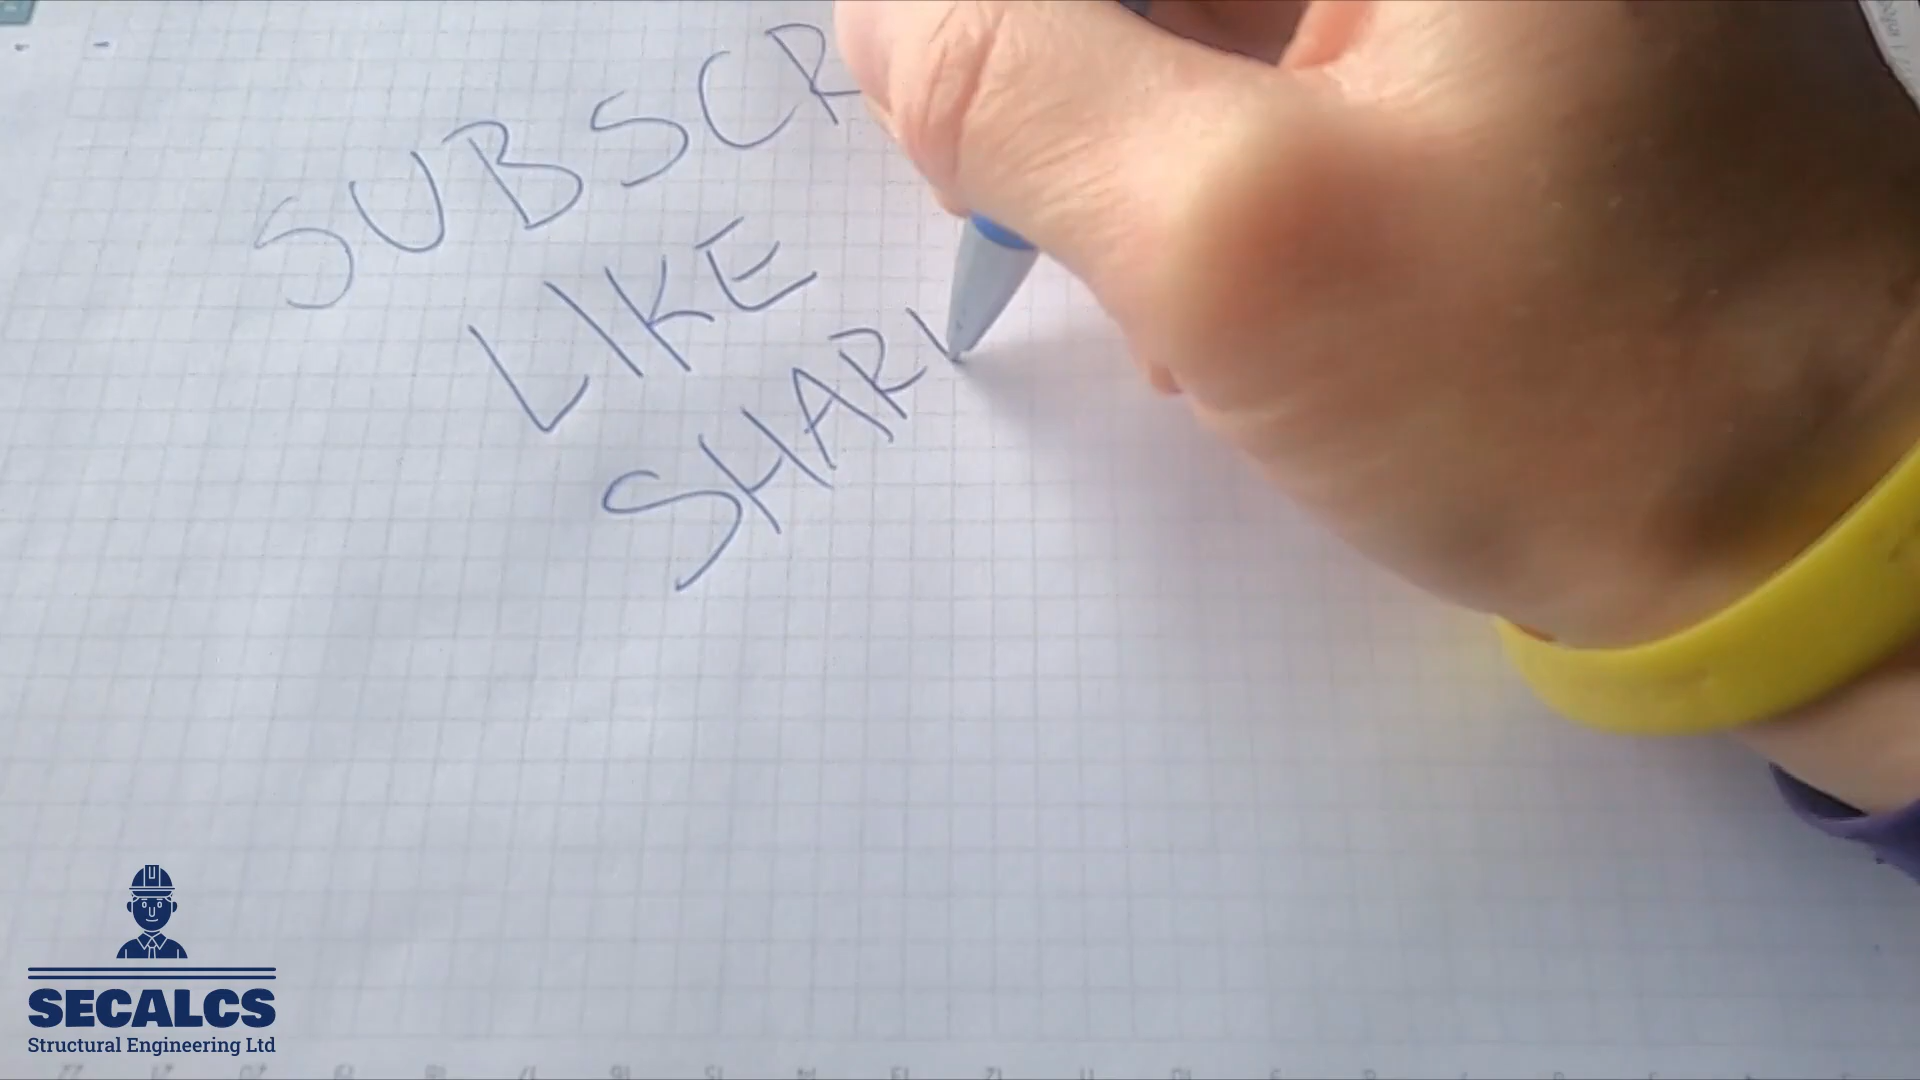 SUBSCR
LIKE
SHAR
SECALCS
Structural Engineering Ltd